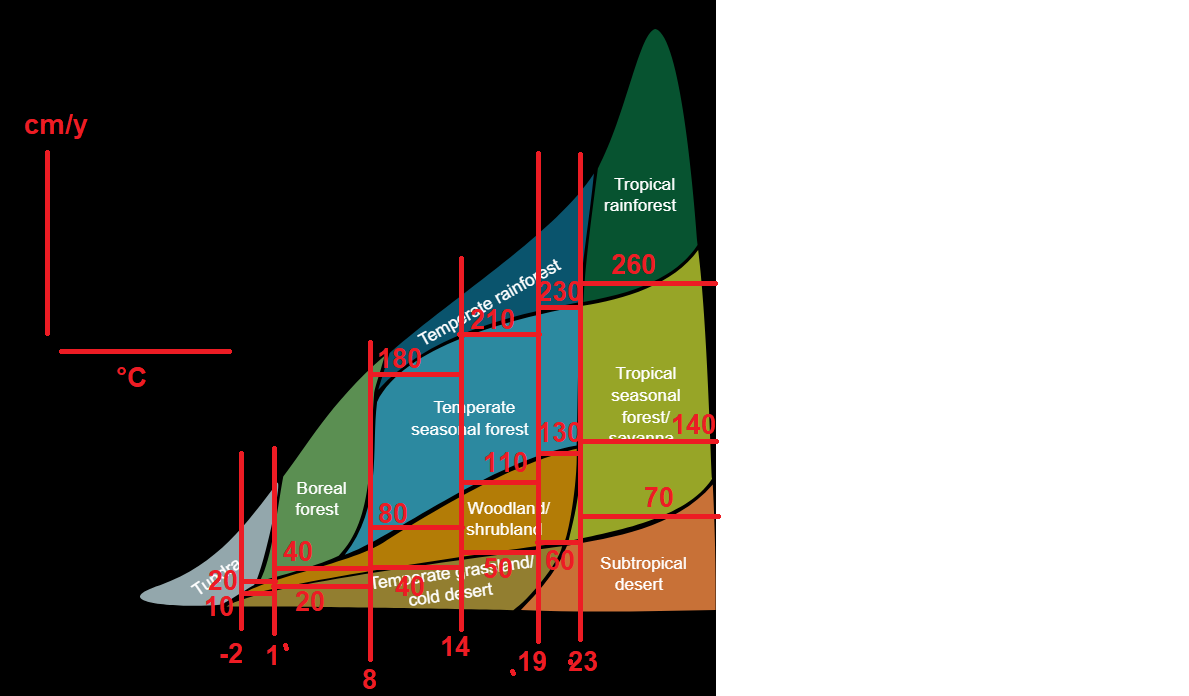 cm/y
°C
Tropical
rainforest
260
Temperate rainforest
230
210
180
Tropical
seasonal
forest/
savanna
140
Temperate
seasonal forest
130
110
70
Boreal
forest
80
Woodland/
shrubland
40
50
60
Subtropical
desert
Tundra
20
10
20
Temperate grassland/
cold desert
40
-2
1
8
14
19
23